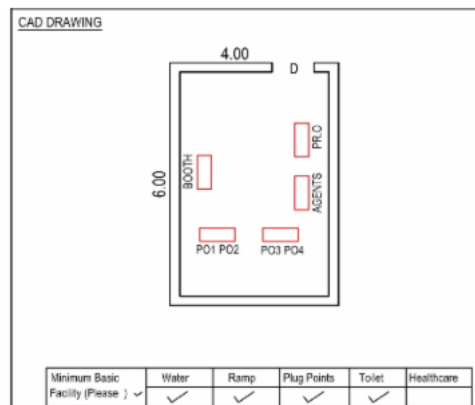 CAD DRAWING
4.00
D
PR.O
6.00
BOOTH
AGENTS
PO1 PO2 PO3 PO4
Minimum Basic Water Ramp Plug Points Toilet Healthcare
Facility (Please ) ✓ ✓ ✓ ✓ ✓